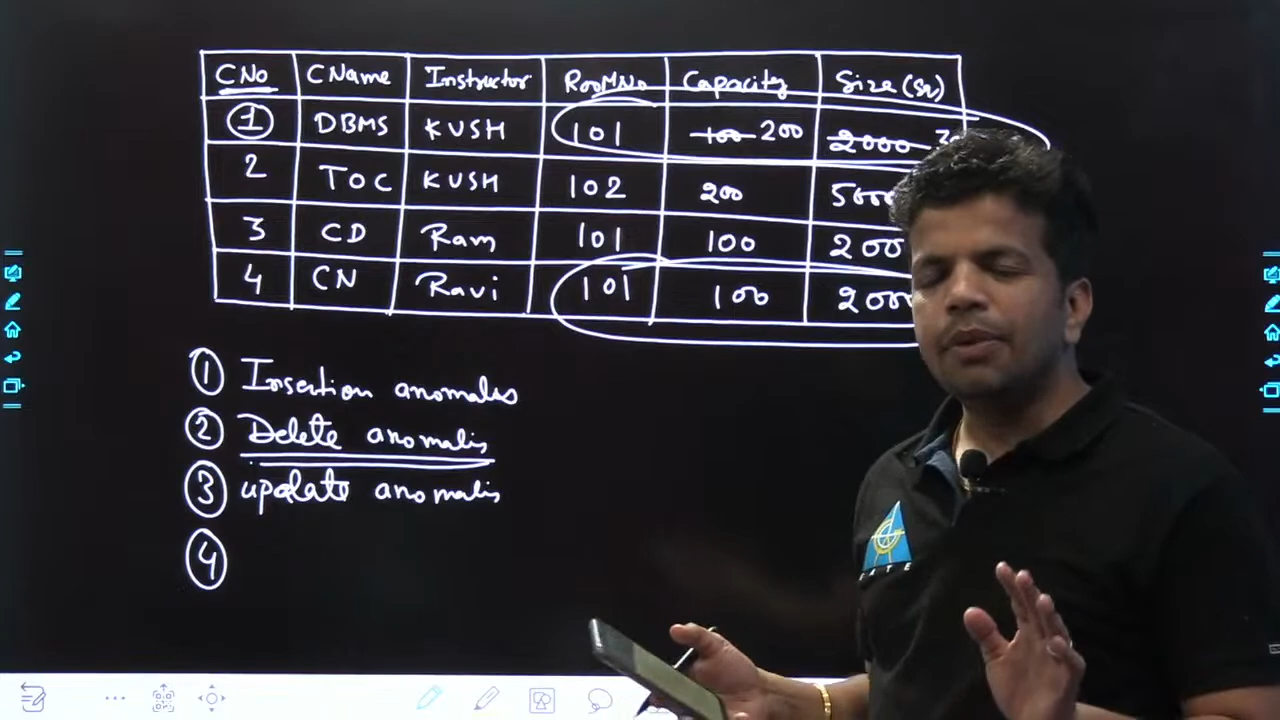 CNo CName Instructor RooMNo Capacity Size(Sq)
1 DBMS KUSH 101 100 200 2000
2 TOC KUSH 102 200
3 CD Ram 101 100
4 CN Ravi 101 100
1 Insertion anomalies
2 Delete anomalis
3 update anomalis
4